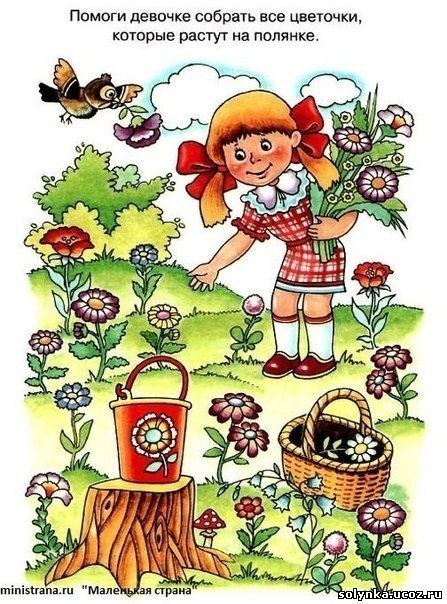 Помоги девочке собрать все цветочки,
которые растут на полянке.
ministrana.ru "Маленькая страна"
solynka.ucoz.ru